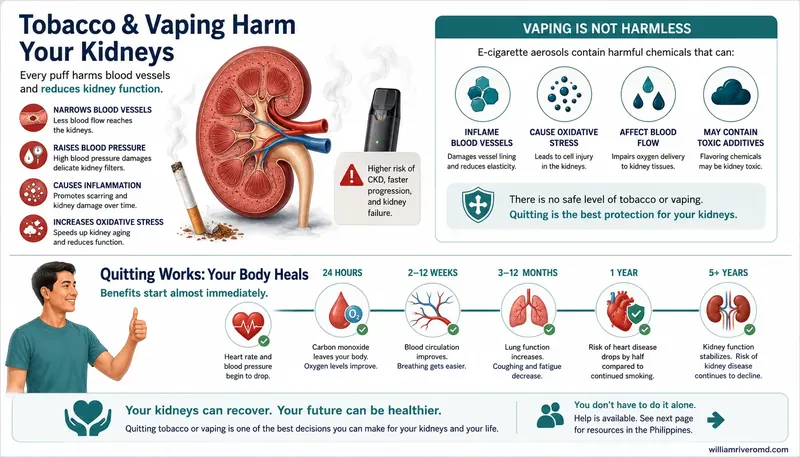 Tobacco & Vaping Harm
Your Kidneys
Every puff harms blood vessels
and reduces kidney function.
NARROWS BLOOD VESSELS
Less blood flow reaches
the kidneys.
RAISES BLOOD PRESSURE
High blood pressure damages
delicate kidney filters.
CAUSES INFLAMMATION
Promotes scarring and
kidney damage over time.
INCREASES OXIDATIVE STRESS
Speeds up kidney aging
and reduces function.
Higher risk of
CKD, faster
progression,
and kidney
failure.
VAPING IS NOT HARMLESS
E-cigarette aerosols contain harmful chemicals that can:
INFLAME
BLOOD VESSELS
Damages vessel lining and
reduces elasticity.
CAUSE OXIDATIVE
STRESS
Leads to cell injury in
the kidneys.
AFFECT BLOOD
FLOW
Impairs oxygen delivery
to kidney tissues.
MAY CONTAIN
TOXIC ADDITIVES
Flavoring chemicals
may be kidney toxic.
There is no safe level of tobacco or vaping.
Quitting is the best protection for your kidneys.
Quitting Works: Your Body Heals
Benefits start almost immediately.
Heart rate and
blood pressure
begin to drop.
24 HOURS
O2
Carbon monoxide
leaves your body.
Oxygen levels improve.
2–12 WEEKS
Blood circulation
improves.
Breathing gets easier.
3–12 MONTHS
Lung function
increases.
Coughing and fatigue
decrease.
1 YEAR
Risk of heart disease
drops by half
compared to
continued smoking.
5+ YEARS
Kidney function
stabilizes. Risk of
kidney disease
continues to decline.
Your kidneys can recover. Your future can be healthier.
Quitting tobacco or vaping is one of the best decisions you can make for your kidneys and your life.
You don't have to do it alone.
Help is available. See next page
for resources in the Philippines.
williamriveromd.com